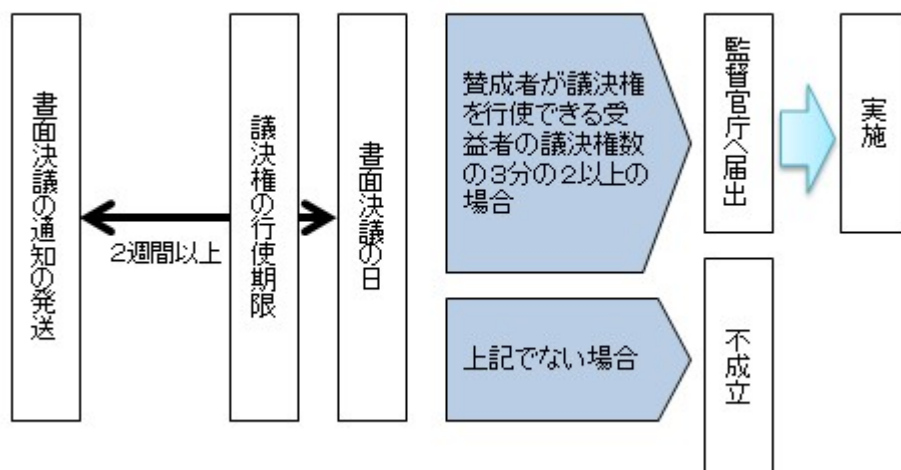 書面決議の通知の発送
2週間以上
議決権の行使期限
書面決議の日
賛成者が議決権
を行使できる受
益者の議決権数
の3分の2以上の
場合
監督官庁へ届出
実施
上記でない場合
不成立